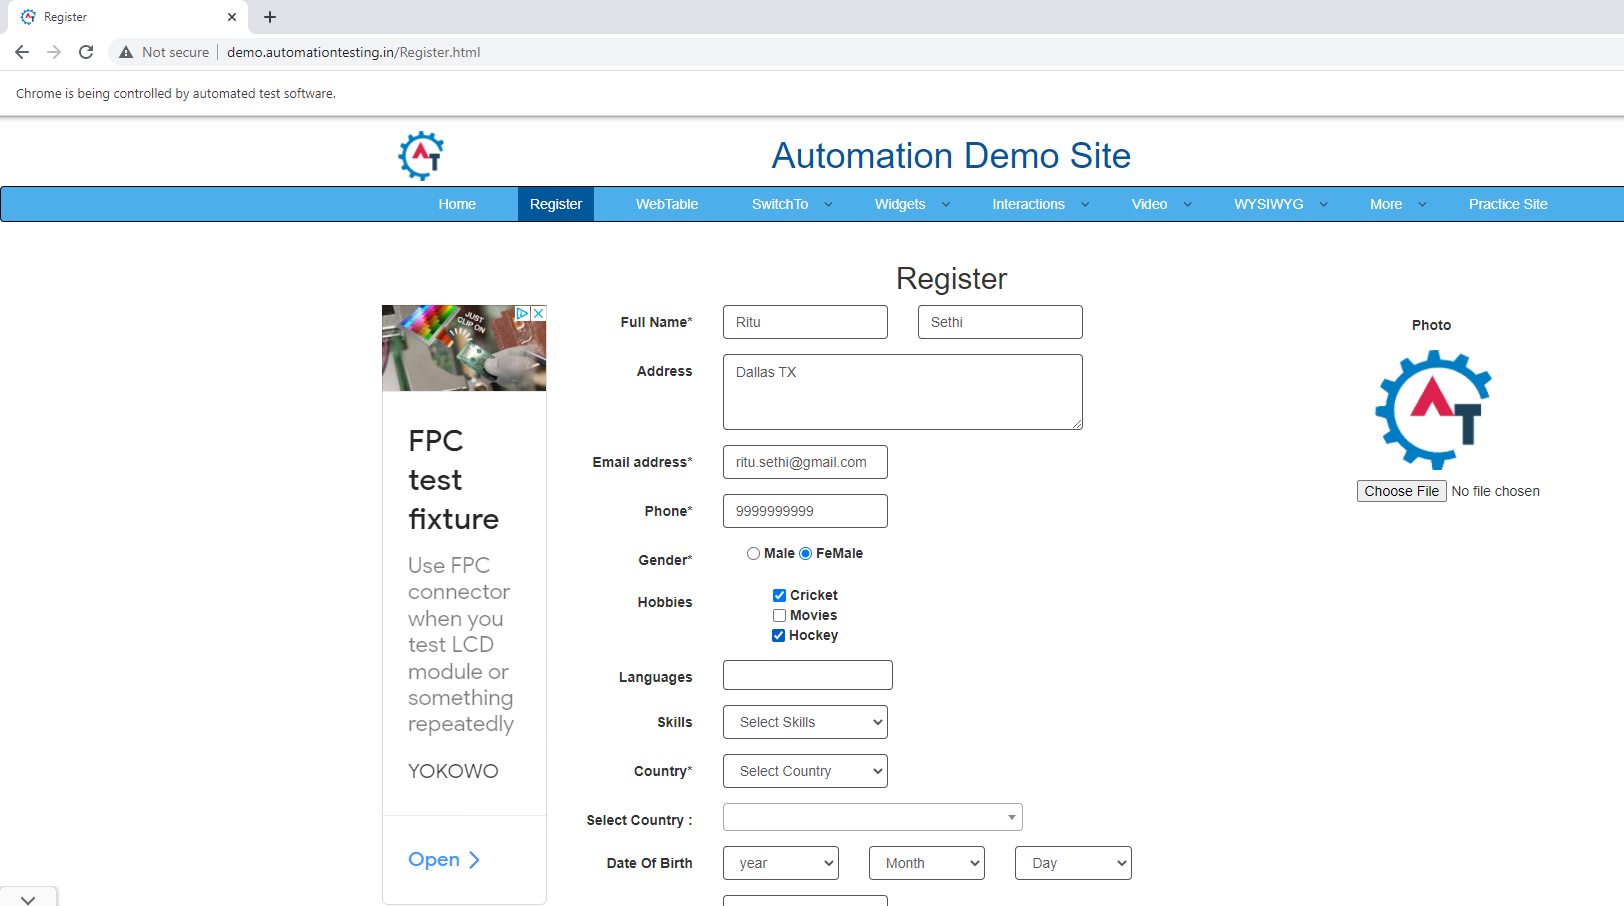 Register
Not secure
demo.automationtesting.in/Register.html
Chrome is being controlled by automated test software.
AT
Automation Demo Site
Home Register WebTable SwitchTo Widgets Interactions Video WYSIWYG More Practice Site
Register
JUST
CLIP ON
FPC
test
fixture
Use FPC
connector
when you
test LCD
module or
something
repeatedly
YOKOWO
Open
Full Name* Ritu Sethi
Address Dallas TX
Email address* ritu.sethi@gmail.com
Phone* 9999999999
Gender* Male FeMale
Hobbies Cricket
Movies
Hockey
Languages
Skills Select Skills
Country* Select Country
Select Country :
Date Of Birth year Month Day
Photo
AT
Choose File No file chosen